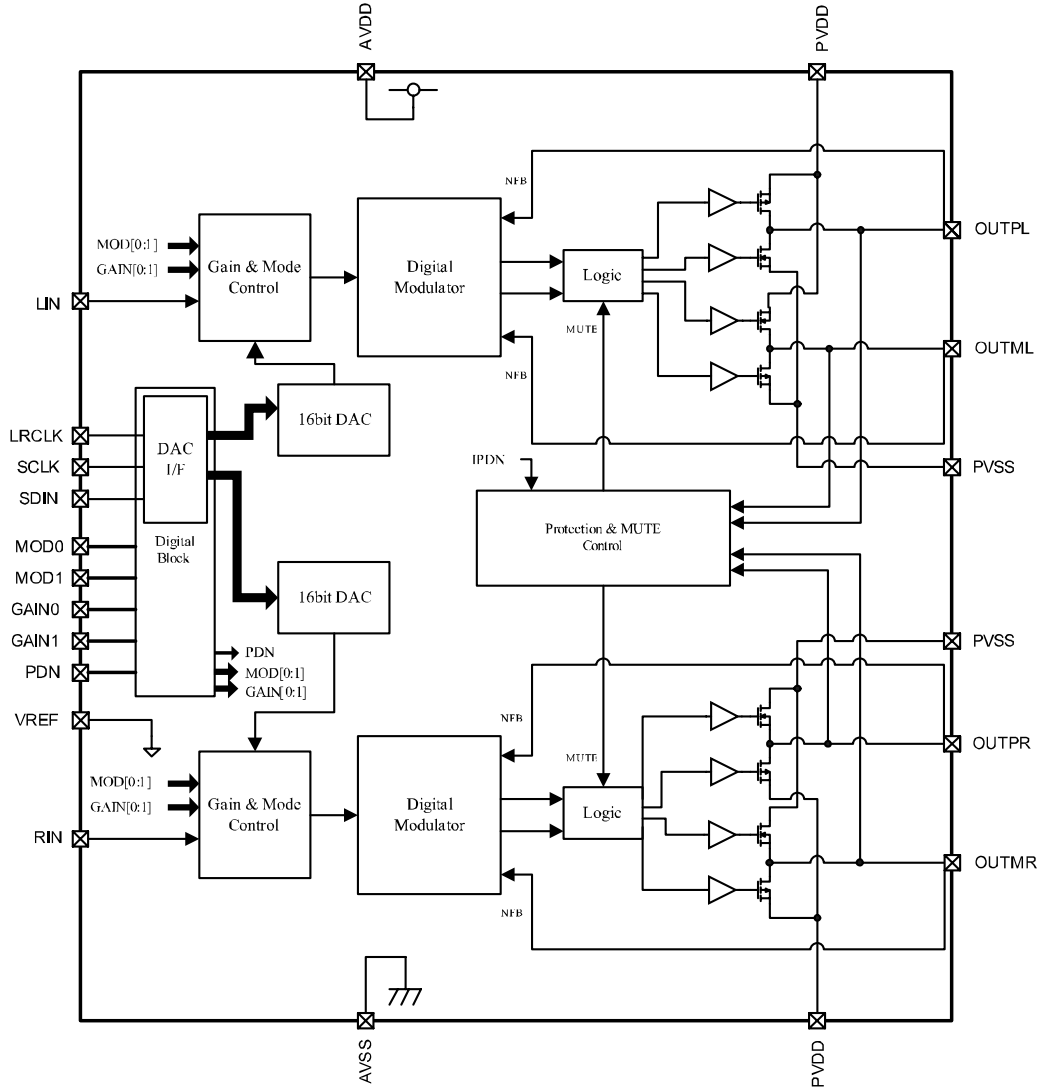 AVDD
PVDD
NFB
MOD[0:1]
GAIN[0:1]
Gain & Mode
Control
Digital
Modulator
Logic
OUTPL
LIN
MUTE
NFB
OUTML
16bit DAC
LRCLK
SCLK
SDIN
DAC
I/F
IPDN
PVSS
Protection & MUTE
Control
Digital
Block
MOD0
MOD1
GAIN0
GAIN1
PDN
16bit DAC
PDN
MOD[0:1]
GAIN[0:1]
PVSS
VREF
NFB
MUTE
OUTPR
MOD[0:1]
GAIN[0:1]
Gain & Mode
Control
Digital
Modulator
Logic
RIN
OUTMR
NFB
AVSS
PVDD